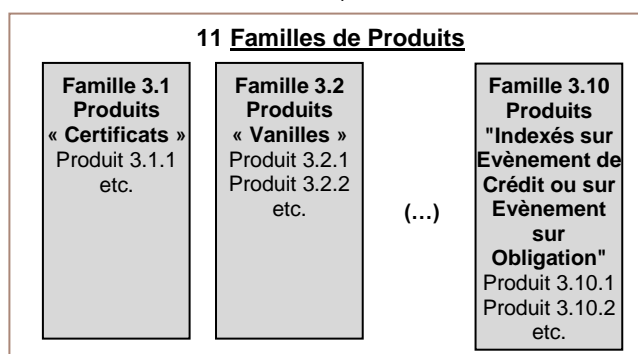 11 Familles de Produits
Famille 3.1
Produits
« Certificats »
Produit 3.1.1
etc.
Famille 3.2
Produits
« Vanilles »
Produit 3.2.1
Produit 3.2.2
etc.
(…)
Famille 3.10
Produits
"Indexés sur
Evènement de
Crédit ou sur
Evènement
sur
Obligation"
Produit 3.10.1
Produit 3.10.2
etc.